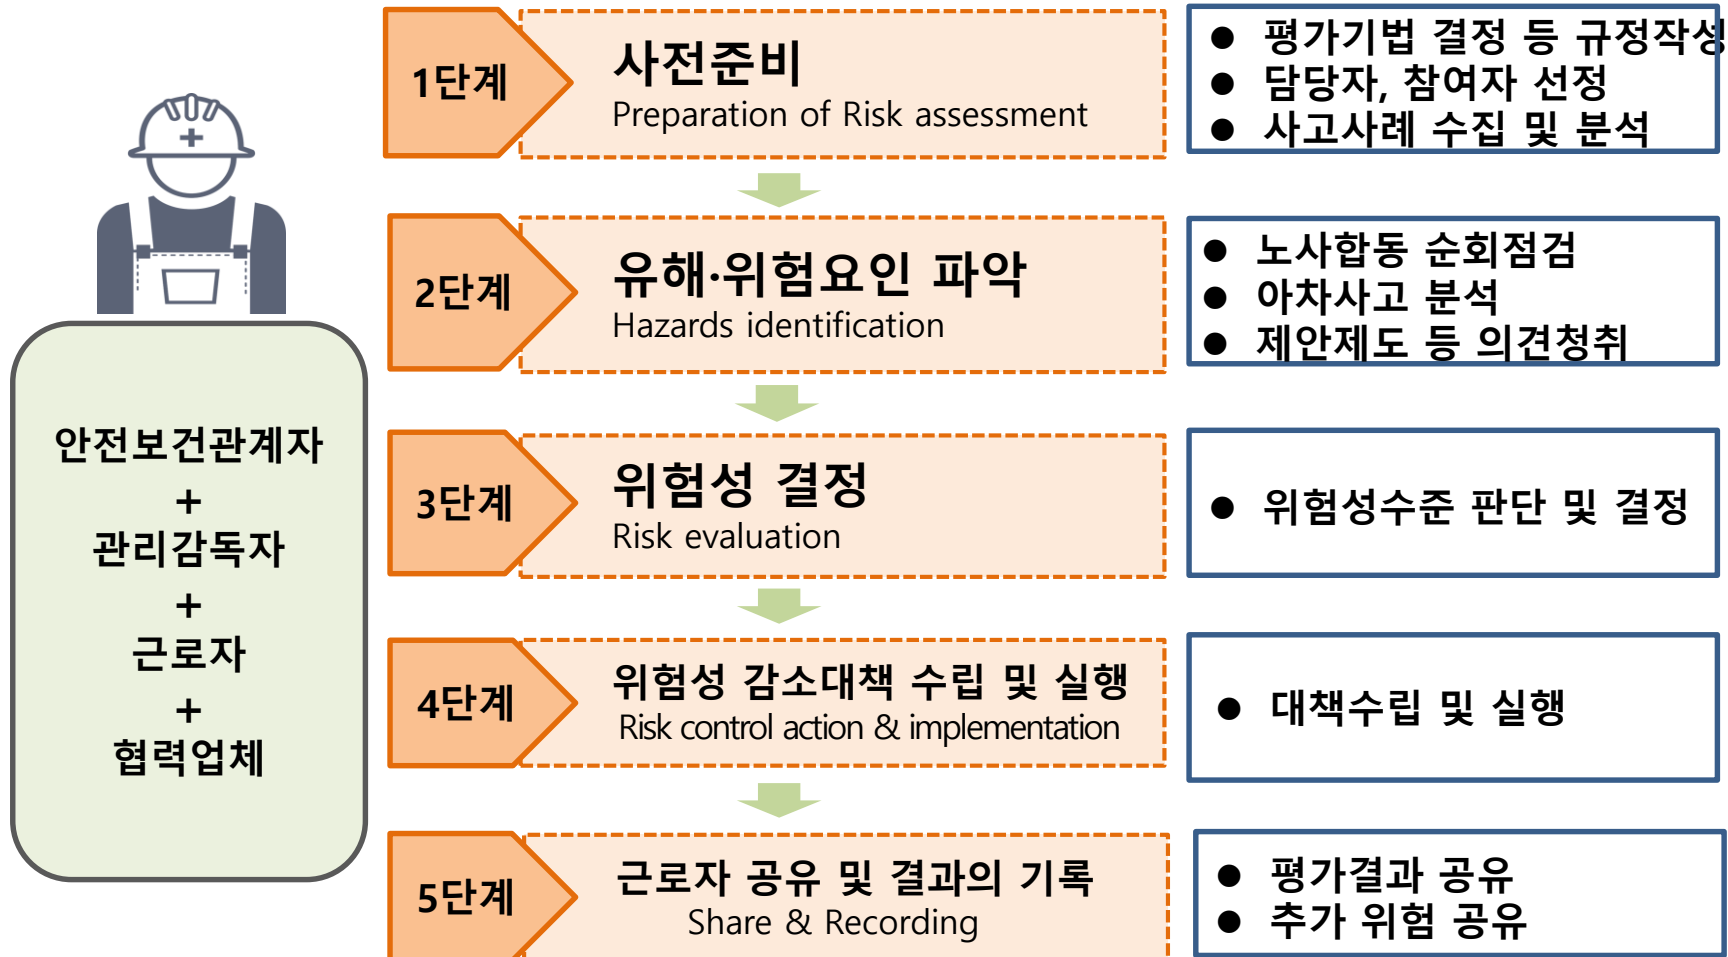 1단계
사전준비
Preparation of Risk assessment
● 평가기법 결정 등 규정작성
● 담당자, 참여자 선정
● 사고사례 수집 및 분석
2단계
유해·위험요인 파악
Hazards identification
● 노사합동 순회점검
● 아차사고 분석
● 제안제도 등 의견청취
안전보건관계자
+
관리감독자
+
근로자
+
협력업체
3단계
위험성 결정
Risk evaluation
● 위험성수준 판단 및 결정
4단계
위험성 감소대책 수립 및 실행
Risk control action & implementation
● 대책수립 및 실행
5단계
근로자 공유 및 결과의 기록
Share & Recording
● 평가결과 공유
● 추가 위험 공유